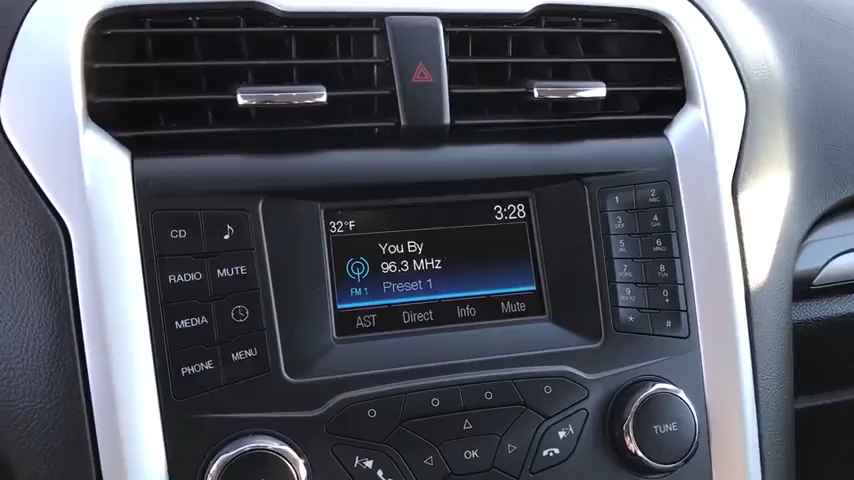 32°F 3:28
You By
96.3 MHz
FM 1 Preset 1
AST Direct Info Mute
CD
RADIO MUTE
MEDIA
PHONE MENU
1 2 ABC
3 DEF 4 GHI
5 JKL 6 MNO
7 PQRS 8 TUV
9 WXYZ 0 +
* #
OK
TUNE